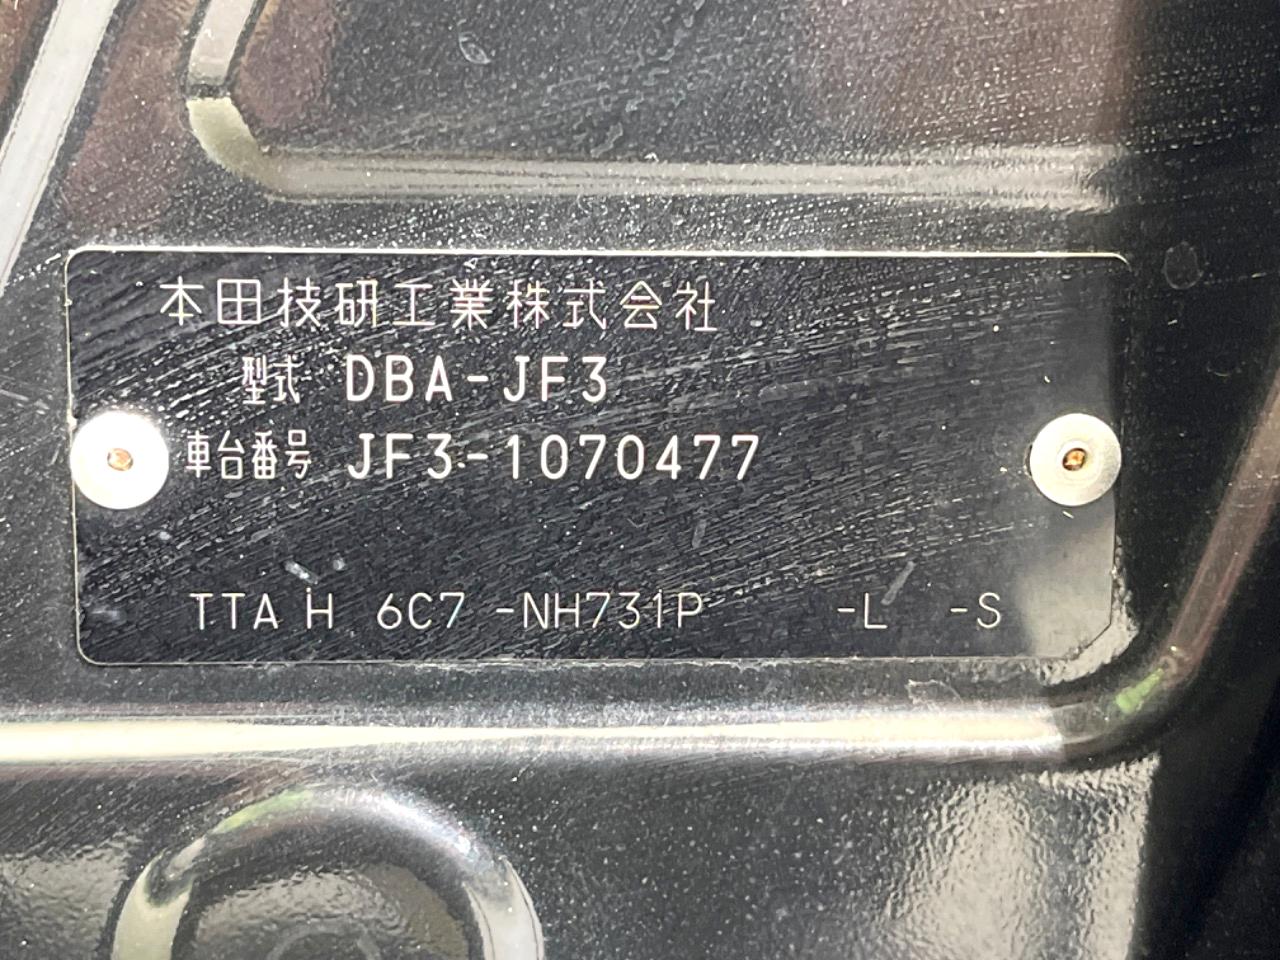 本田技研工業株式会社
型式 DBA-JF3
車台番号 JF3-1070477
TTA H 6C7 -NH731P -L -S